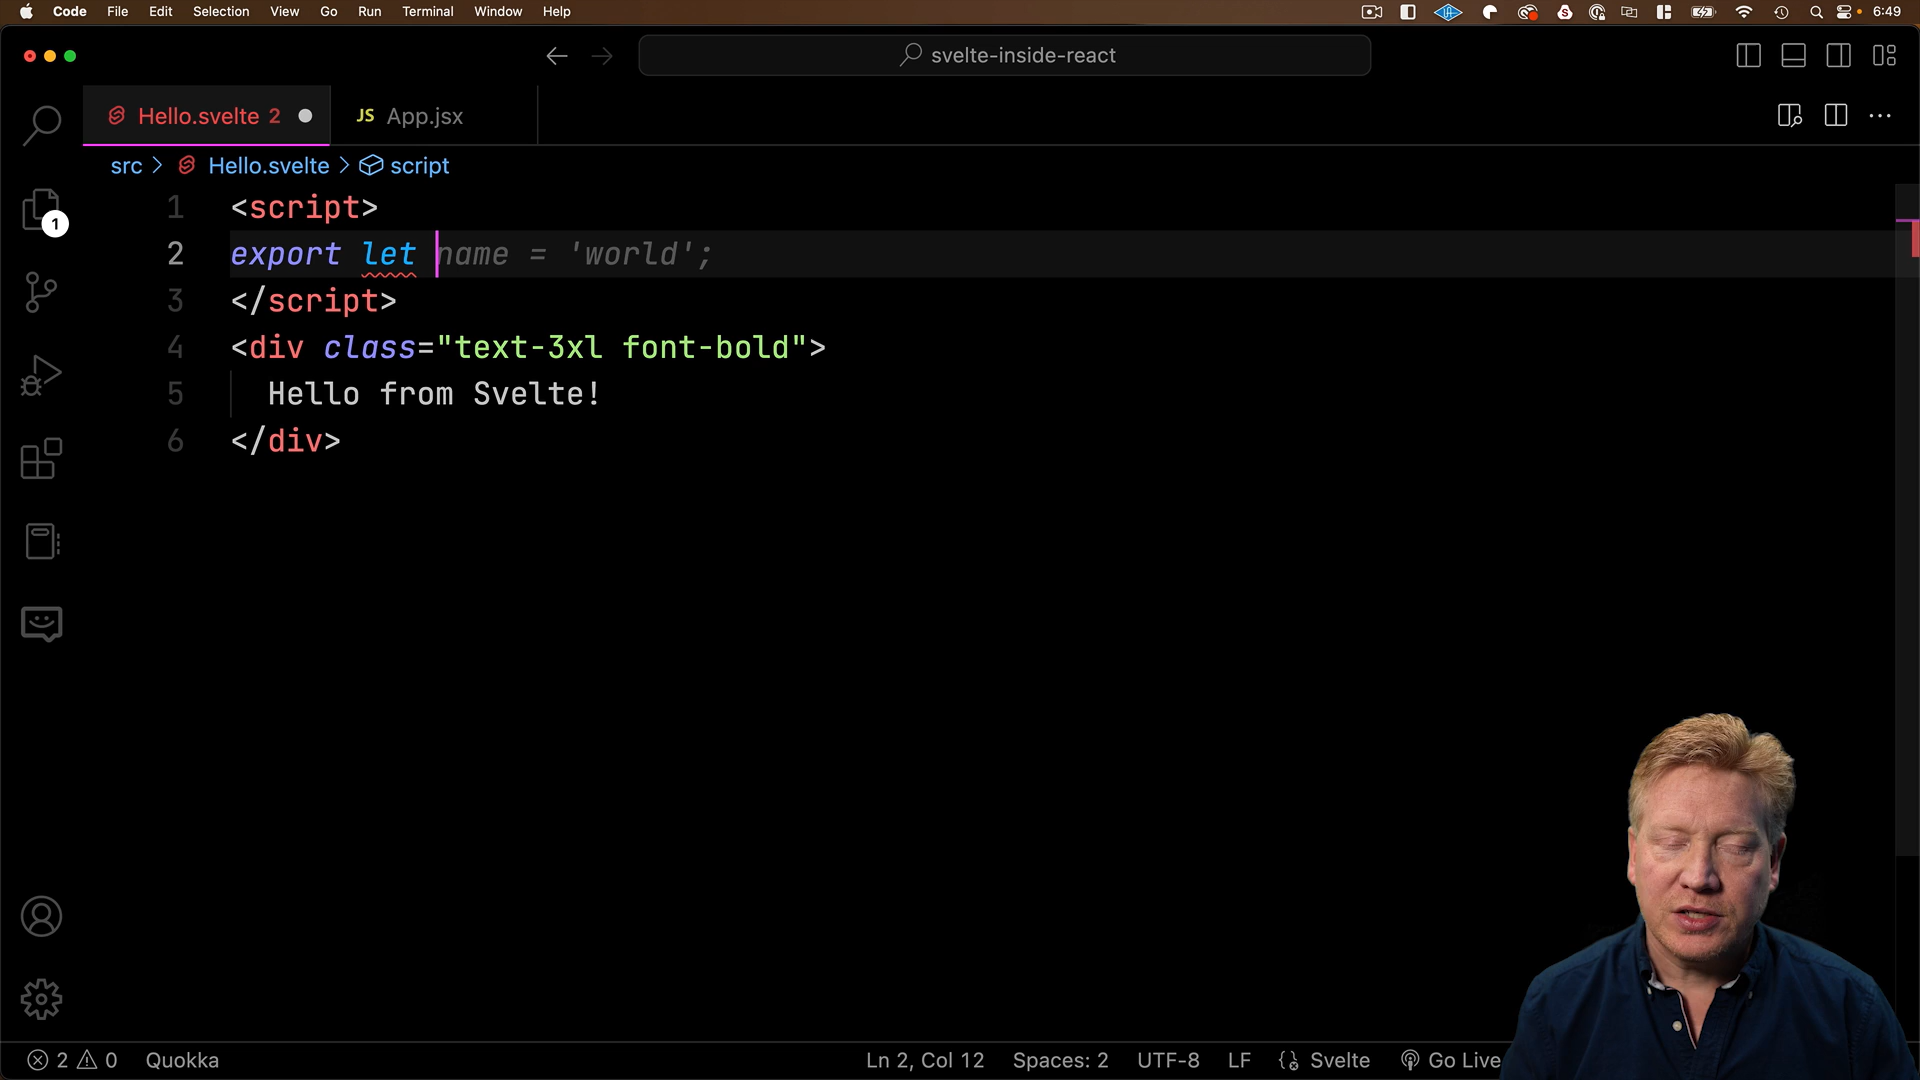 Code File Edit Selection View Go Run Terminal Window Help 6:49
svelte-inside-react
Hello.svelte 2
JS App.jsx
src > Hello.svelte > script
1 <script>
2 export let name = 'world';
3 </script>
4 <div class="text-3xl font-bold">
5 Hello from Svelte!
6 </div>
1
2 0 Quokka Ln 2, Col 12 Spaces: 2 UTF-8 LF Svelte Go Live